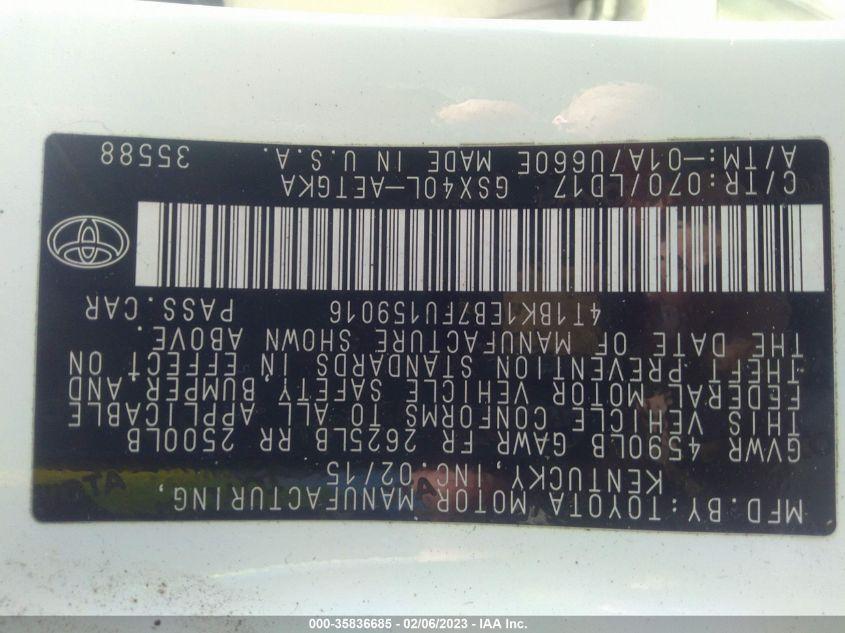 MFD.BY:TOYOTA MOTOR MANUFACTURING,
KENTUCKY, INC 02/15
GVWR 4590LB GAWR FR 2625LB RR 2500LB
THIS VEHICLE CONFORMS TO ALL APPLICABLE
FEDERAL MOTOR VEHICLE SAFETY, BUMPER, AND
THEFT PREVENTION STANDARDS IN EFFECT ON
THE DATE OF MANUFACTURE SHOWN ABOVE.
4T1BK1EB7FU159016 PASS.CAR
C/TR:070/LD17 GSX40L-AETGKA
A/TM:-01A/U660E MADE IN U.S.A. 35588
000-35836685 - 02/06/2023 - IAA Inc.